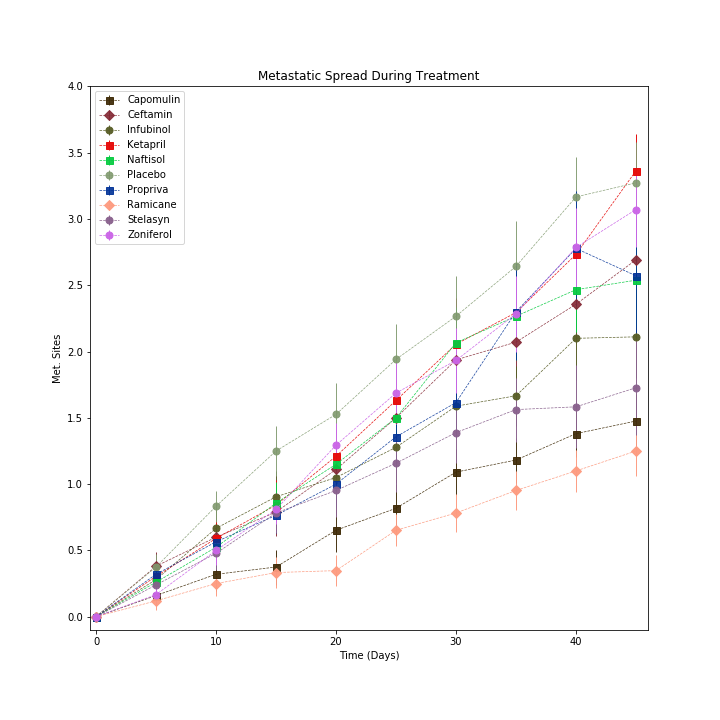 Metastatic Spread During Treatment
4.0
3.5
3.0
2.5
2.0
1.5
1.0
0.5
0.0
Met. Sites
Capomulin
Ceftamin
Infubinol
Ketapril
Naftisol
Placebo
Propriva
Ramicane
Stelasyn
Zoniferol
0
10
20
30
40
Time (Days)